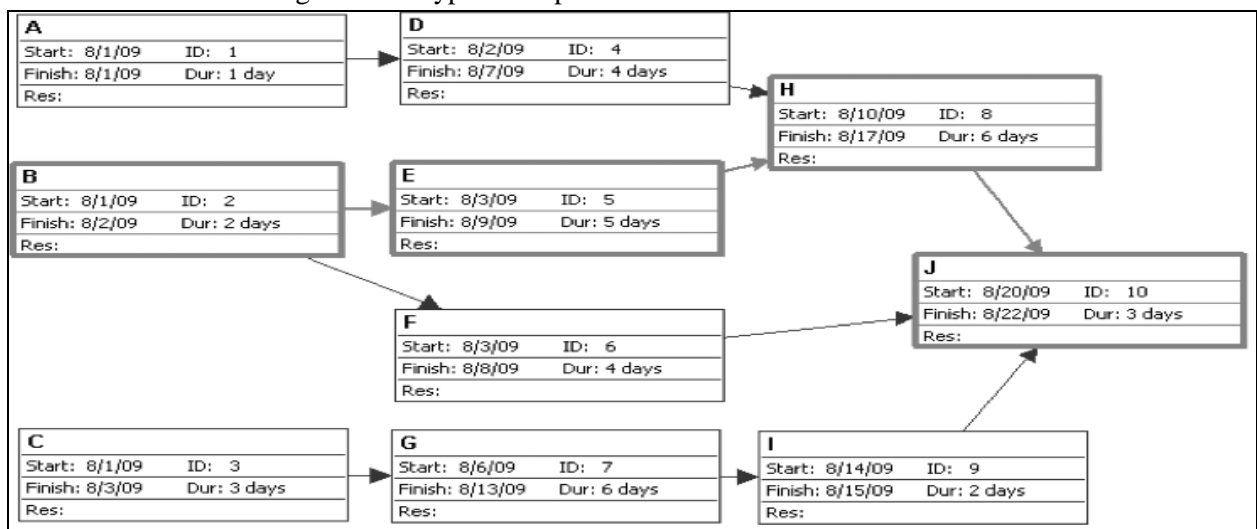 A
Start: 8/1/09 ID: 1
Finish: 8/1/09 Dur: 1 day
Res:
D
Start: 8/2/09 ID: 4
Finish: 8/7/09 Dur: 4 days
Res:
H
Start: 8/10/09 ID: 8
Finish: 8/17/09 Dur: 6 days
Res:
B
Start: 8/1/09 ID: 2
Finish: 8/2/09 Dur: 2 days
Res:
E
Start: 8/3/09 ID: 5
Finish: 8/9/09 Dur: 5 days
Res:
J
Start: 8/20/09 ID: 10
Finish: 8/22/09 Dur: 3 days
Res:
F
Start: 8/3/09 ID: 6
Finish: 8/8/09 Dur: 4 days
Res:
C
Start: 8/1/09 ID: 3
Finish: 8/3/09 Dur: 3 days
Res:
G
Start: 8/6/09 ID: 7
Finish: 8/13/09 Dur: 6 days
Res:
I
Start: 8/14/09 ID: 9
Finish: 8/15/09 Dur: 2 days
Res: